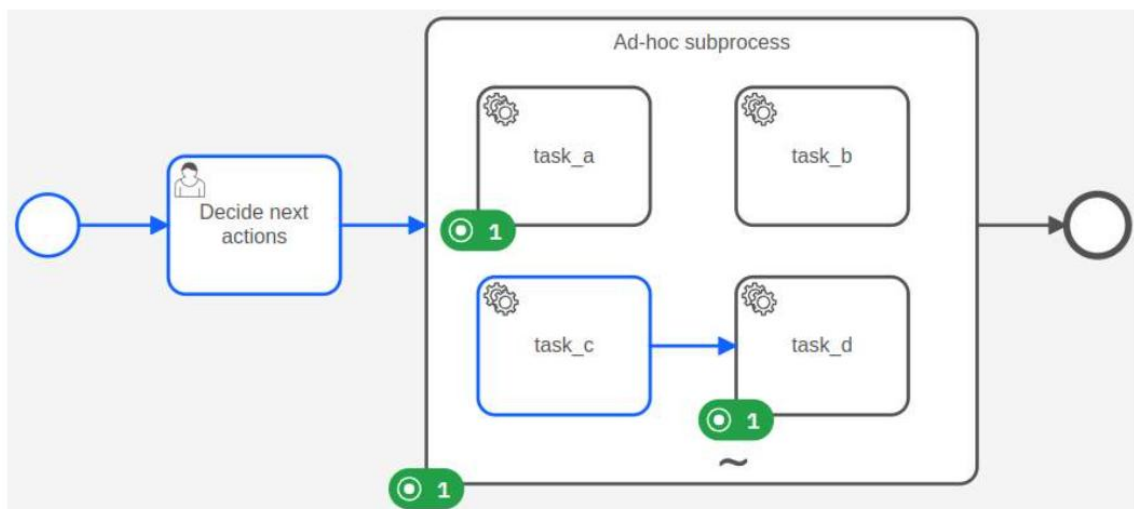 Ad-hoc subprocess
task_a
task_b
1
Decide next
actions
task_c
task_d
1
1